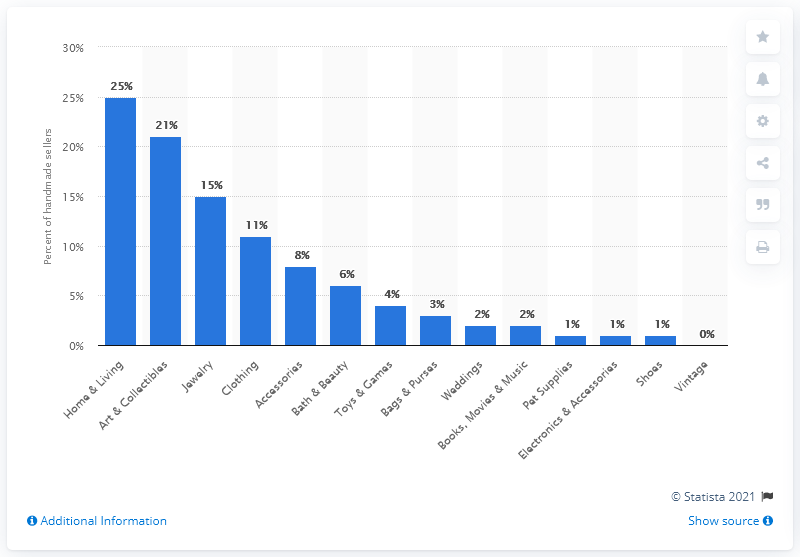 30%
25%
20%
15%
10%
5%
0%
Percent of handmade sellers
25%
21%
15%
11%
8%
6%
4%
3%
2%
2%
1%
1%
1%
0%
Home & Living
Art & Collectibles
Jewelry
Clothing
Accessories
Bath & Beauty
Toys & Games
Bags & Purses
Weddings
Books, Movies & Music
Pet Supplies
Electronics & Accessories
Shoes
Vintage
© Statista 2021
Additional Information
Show source